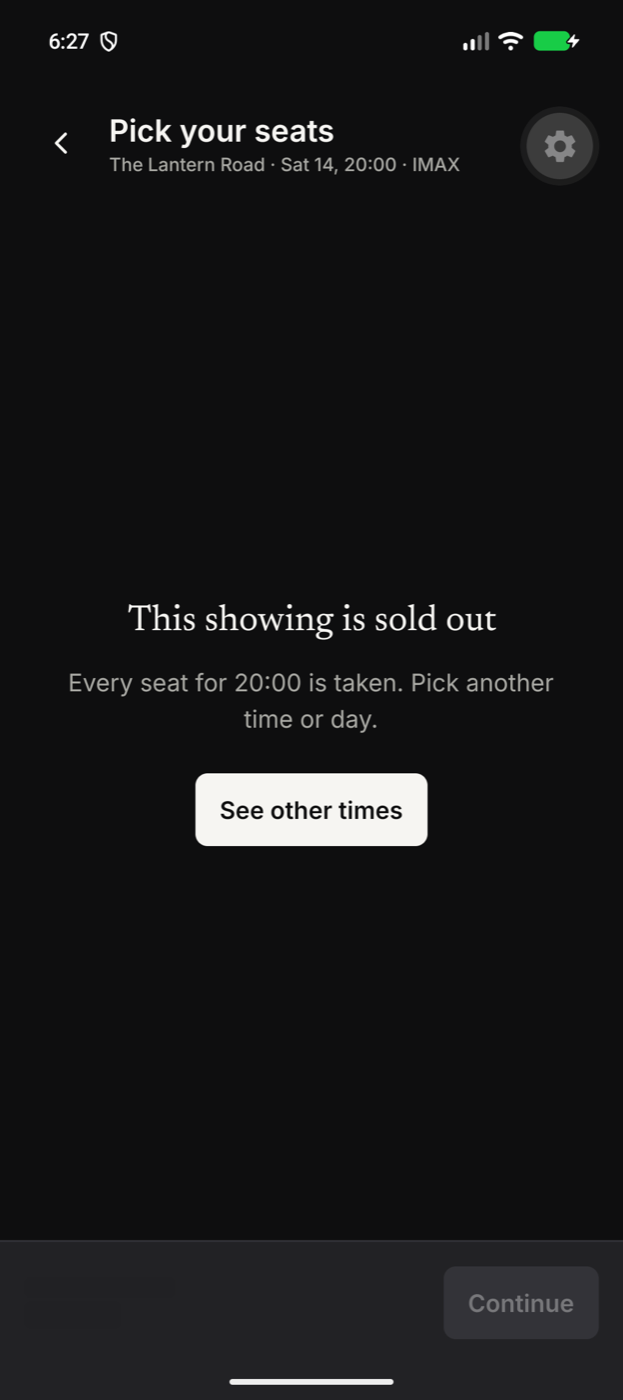 6:27
Pick your seats
The Lantern Road · Sat 14, 20:00 · IMAX
This showing is sold out
Every seat for 20:00 is taken. Pick another
time or day.
See other times
Continue